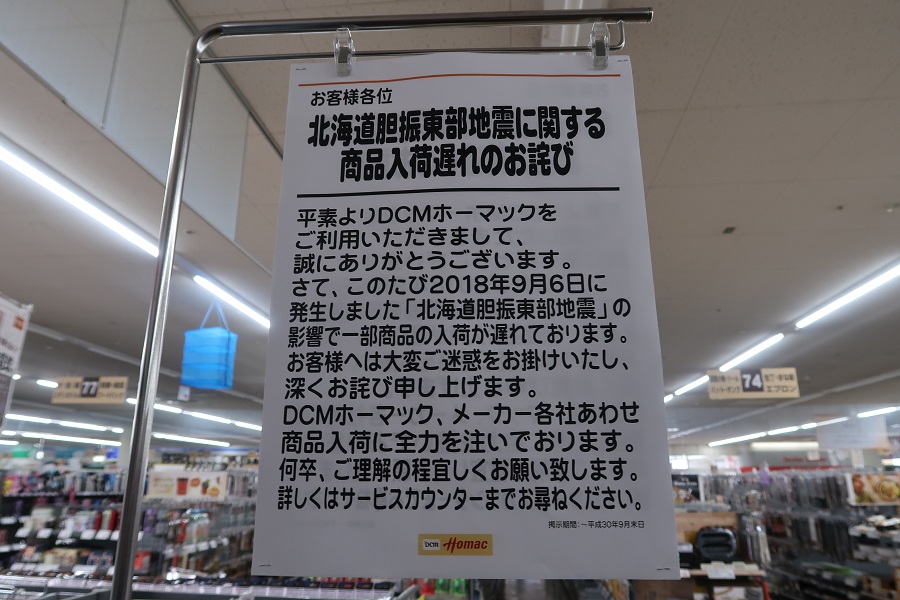 お客様各位
北海道胆振東部地震に関する
商品入荷遅れのお詫び
平素よりDCMホーマックを
ご利用いただきまして、
誠にありがとうございます。
さて、このたび2018年9月6日に
発生しました「北海道胆振東部地震」の
影響で一部商品の入荷が遅れております。
お客様へは大変ご迷惑をお掛けいたし、
深くお詫び申し上げます。
DCMホーマック、メーカー各社あわせ
商品入荷に全力を注いでおります。
何卒、ご理解の程宜しくお願い致します。
詳しくはサービスカウンターまでお尋ねください。
掲示期間:～平成30年9月末日
DCM Homac
77
74
エプロン